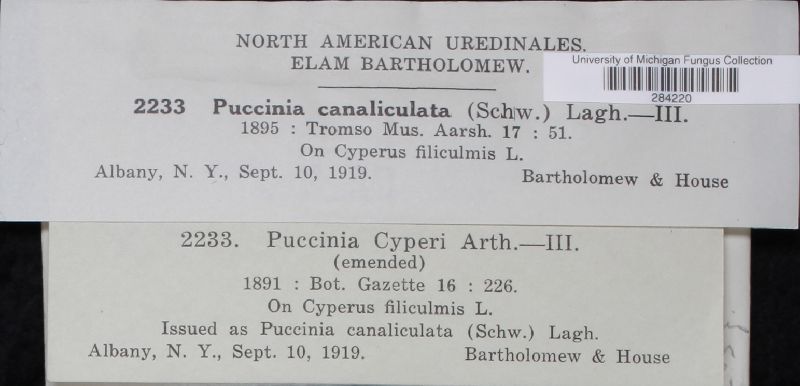 NORTH AMERICAN UREDINALES.
ELAM BARTHOLOMEW.
University of Michigan Fungus Collection
284220
2233 Puccinia canaliculata (Schw.) Lagh.—III.
1895 : Tromso Mus. Aarsh. 17 : 51.
On Cyperus filiculmis L.
Albany, N. Y., Sept. 10, 1919. Bartholomew & House
2233. Puccinia Cyperi Arth.—III.
(emended)
1891 : Bot. Gazette 16 : 226.
On Cyperus filiculmis L.
Issued as Puccinia canaliculata (Schw.) Lagh.
Albany, N. Y., Sept. 10, 1919. Bartholomew & House